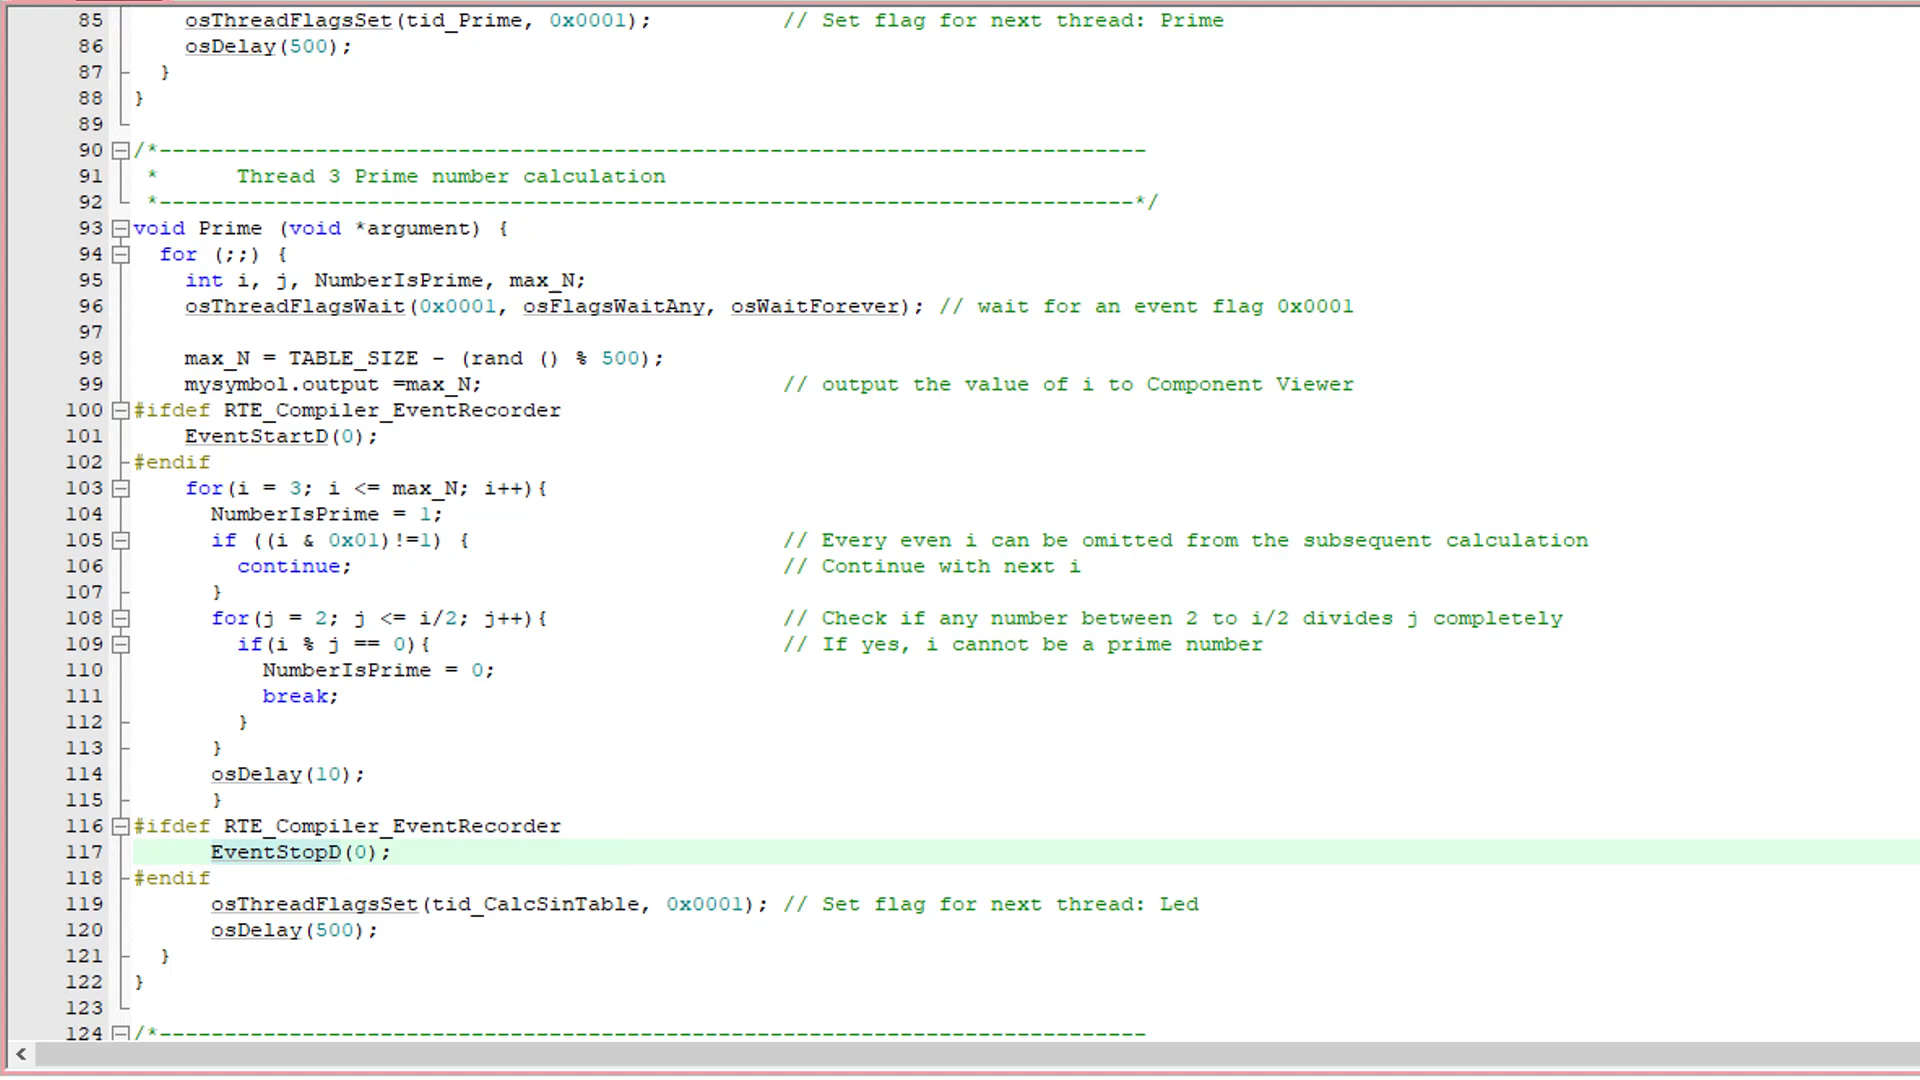 85 osThreadFlagsSet(tid_Prime, 0x0001); // Set flag for next thread: Prime
86 osDelay(500);
87 }
88 }
89
90 /*----------------------------------------------------------------------------
91 * Thread 3 Prime number calculation
92 *---------------------------------------------------------------------------*/
93 void Prime (void *argument) {
94 for (;;) {
95 int i, j, NumberIsPrime, max_N;
96 osThreadFlagsWait(0x0001, osFlagsWaitAny, osWaitForever); // wait for an event flag 0x0001
97
98 max_N = TABLE_SIZE - (rand () % 500);
99 mysymbol.output =max_N; // output the value of i to Component Viewer
100 #ifdef RTE_Compiler_EventRecorder
101 EventStartD(0);
102 #endif
103 for(i = 3; i <= max_N; i++){
104 NumberIsPrime = 1;
105 if ((i & 0x01)!=1) { // Every even i can be omitted from the subsequent calculation
106 continue; // Continue with next i
107 }
108 for(j = 2; j <= i/2; j++){ // Check if any number between 2 to i/2 divides j completely
109 if(i % j == 0){ // If yes, i cannot be a prime number
110 NumberIsPrime = 0;
111 break;
112 }
113 }
114 osDelay(10);
115 }
116 #ifdef RTE_Compiler_EventRecorder
117 EventStopD(0);
118 #endif
119 osThreadFlagsSet(tid_CalcSinTable, 0x0001); // Set flag for next thread: Led
120 osDelay(500);
121 }
122 }
123
124 /*----------------------------------------------------------------------------